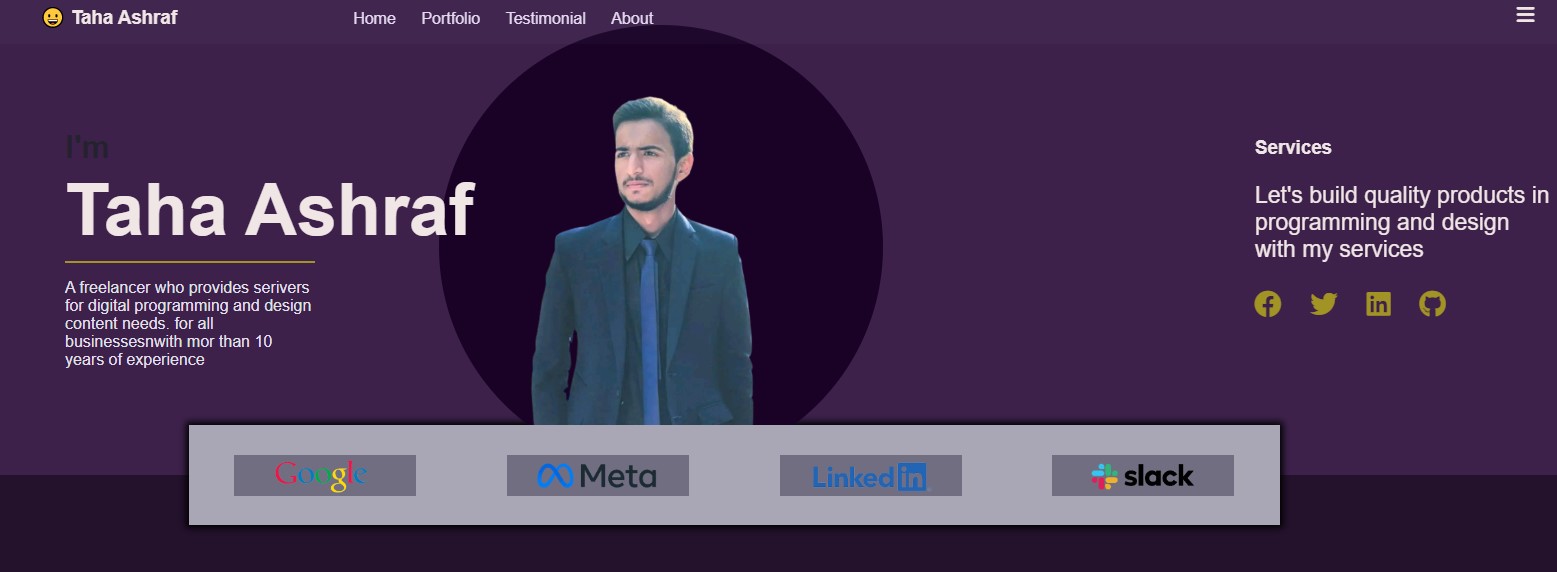 Taha Ashraf
Home Portfolio Testimonial About
I'm
Taha Ashraf
A freelancer who provides serivers
for digital programming and design
content needs. for all
businessesnwith mor than 10
years of experience
Services
Let's build quality products in
programming and design
with my services
Google
Meta
Linkedin
slack